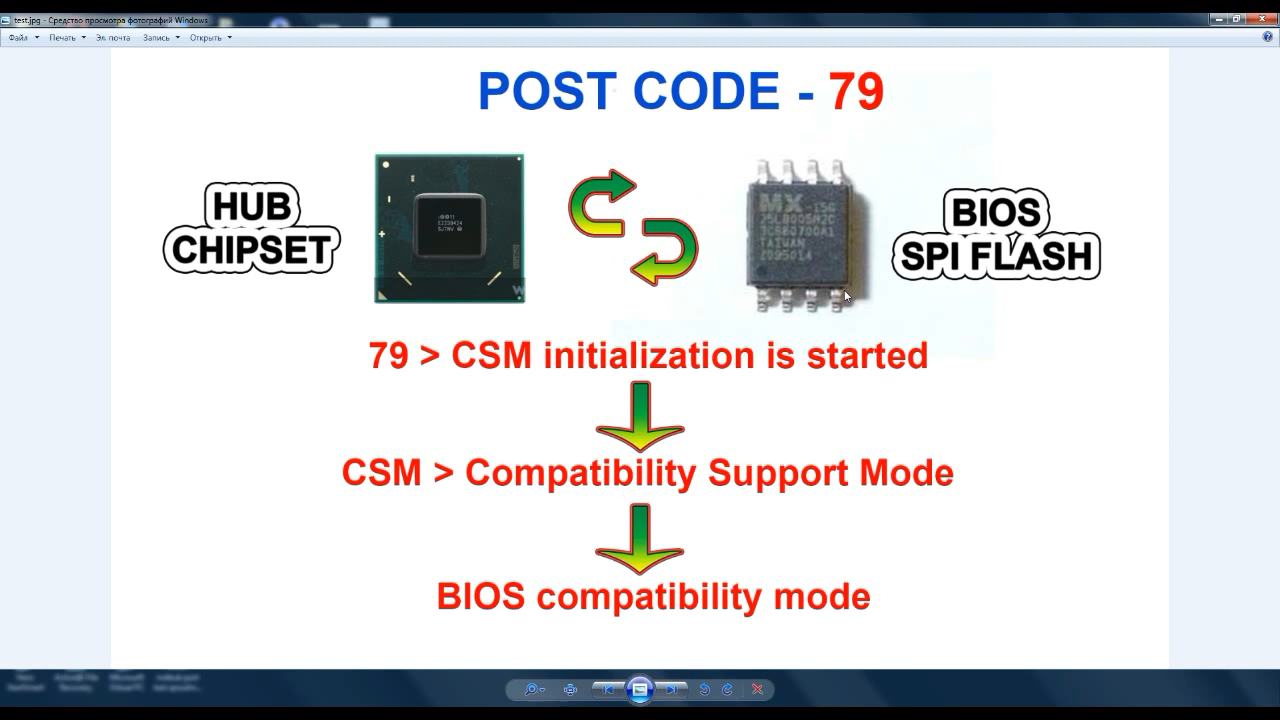 test.jpg - Средство просмотра фотографий Windows
Файл Печать Эл. почта Запись Открыть
POST CODE - 79
HUB
CHIPSET
BIOS
SPI FLASH
MX
TAIWAN
79 > CSM initialization is started
CSM > Compatibility Support Mode
BIOS compatibility mode